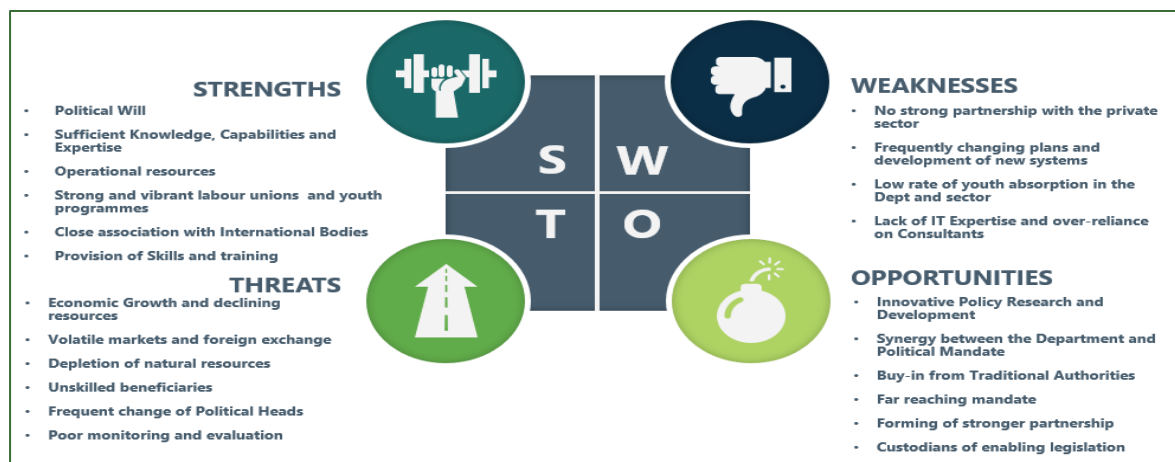 STRENGTHS
• Political Will
• Sufficient Knowledge, Capabilities and
Expertise
• Operational resources
• Strong and vibrant labour unions and youth
programmes
• Close association with International Bodies
• Provision of Skills and training
THREATS
• Economic Growth and declining
resources
• Volatile markets and foreign exchange
• Depletion of natural resources
• Unskilled beneficiaries
• Frequent change of Political Heads
• Poor monitoring and evaluation
S W
T O
WEAKNESSES
• No strong partnership with the private
sector
• Frequently changing plans and
development of new systems
• Low rate of youth absorption in the
Dept and sector
• Lack of IT Expertise and over-reliance
on Consultants
OPPORTUNITIES
• Innovative Policy Research and
Development
• Synergy between the Department and
Political Mandate
• Buy-in from Traditional Authorities
• Far reaching mandate
• Forming of stronger partnership
• Custodians of enabling legislation